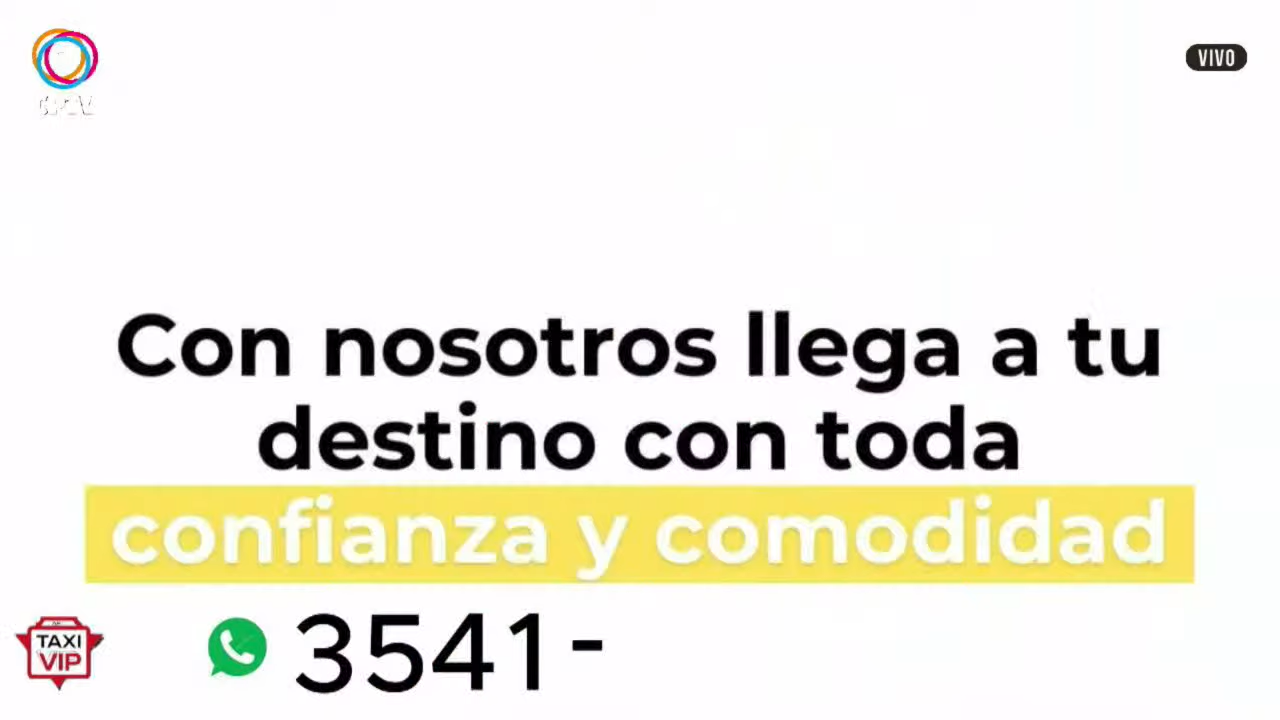 VIVO
Con nosotros llega a tu
destino con toda
confianza y comodidad
TAXI
VIP
3541-